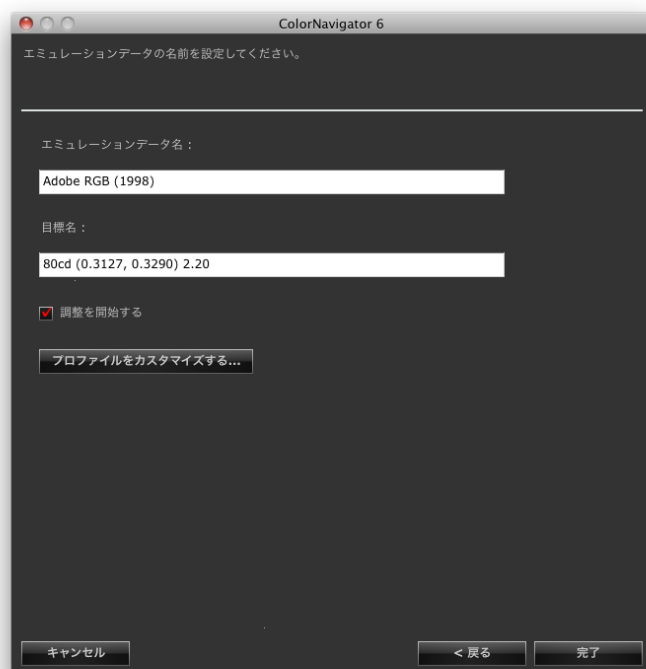 ColorNavigator 6
エミュレーションデータの名前を設定してください。
エミュレーションデータ名：
Adobe RGB (1998)
目標名：
80cd (0.3127, 0.3290) 2.20
調整を開始する
プロファイルをカスタマイズする...
キャンセル
< 戻る
完了